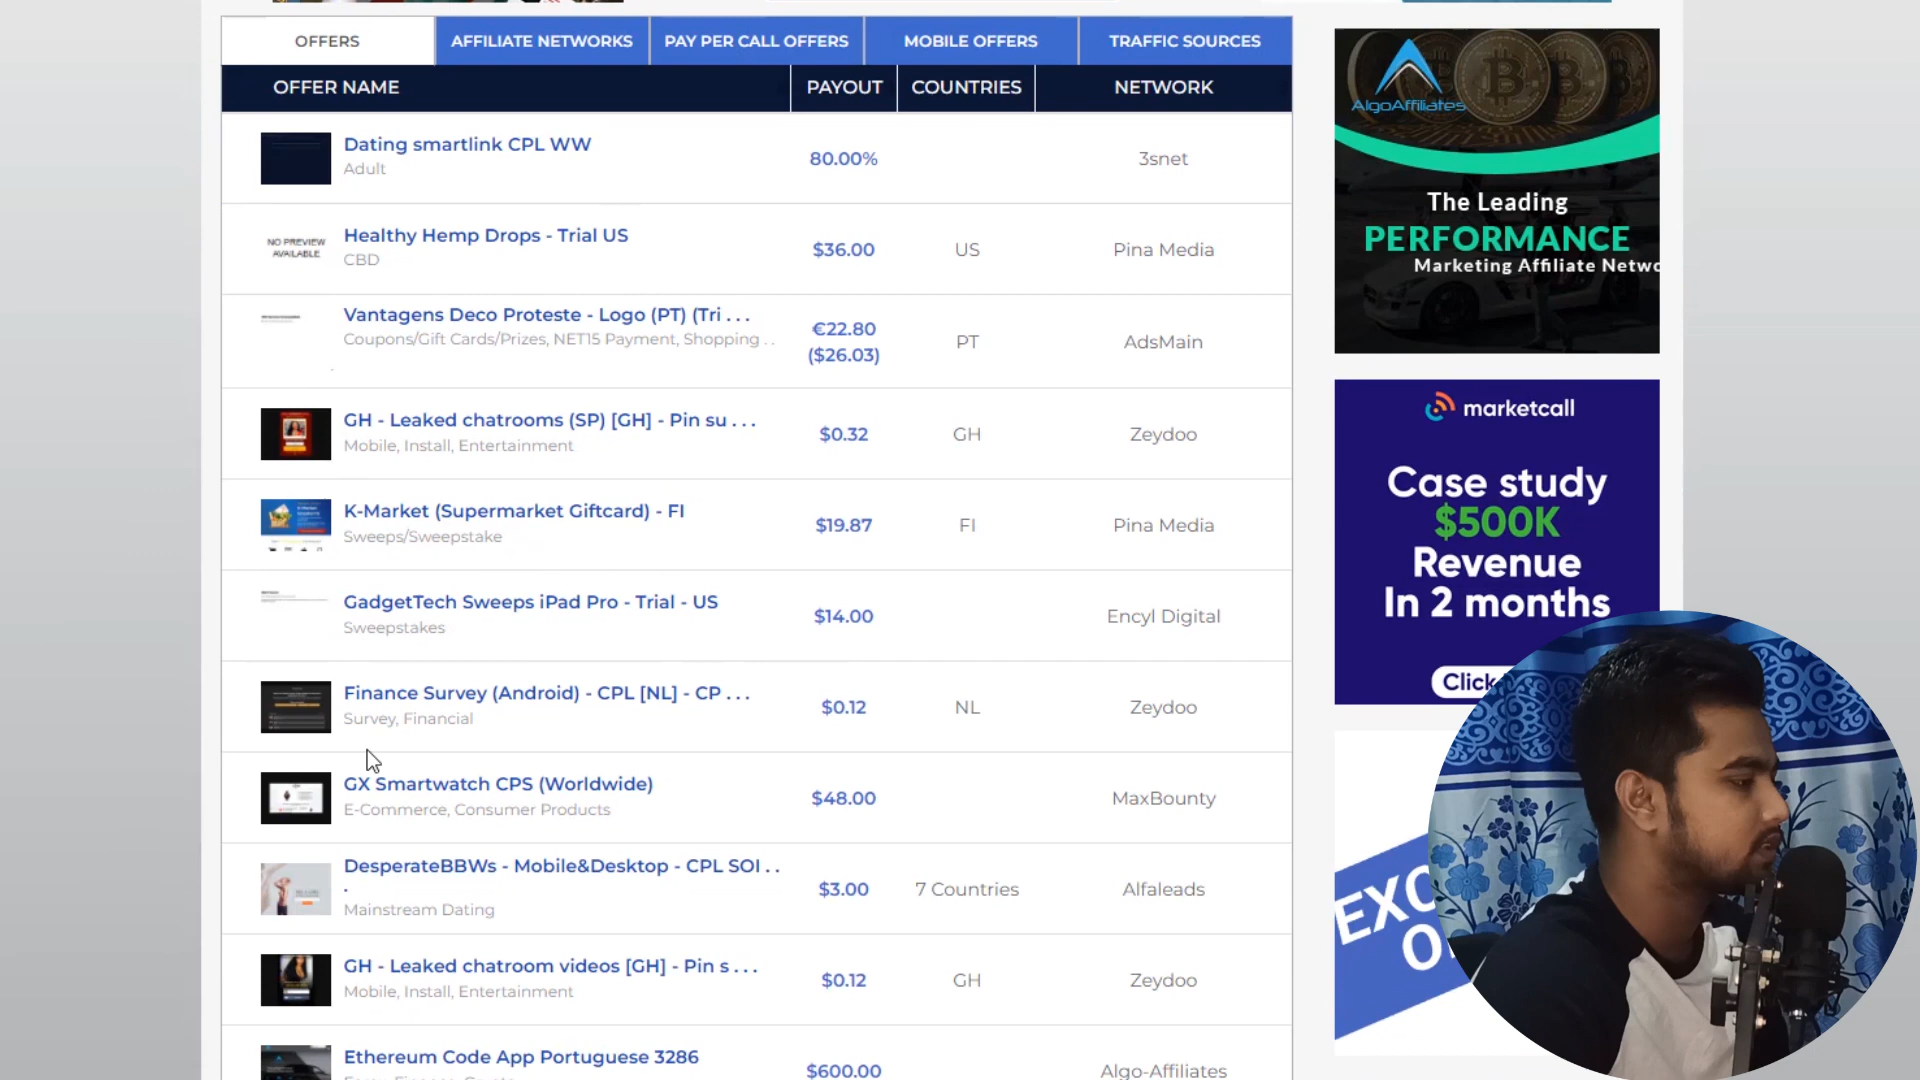 OFFERS
AFFILIATE NETWORKS
PAY PER CALL OFFERS
MOBILE OFFERS
TRAFFIC SOURCES
OFFER NAME
PAYOUT
COUNTRIES
NETWORK
Dating smartlink CPL WW
Adult
80.00%
3snet
NO PREVIEW
AVAILABLE
Healthy Hemp Drops - Trial US
CBD
$36.00
US
Pina Media
Vantagens Deco Proteste - Logo (PT) (Tri . . .
Coupons/Gift Cards/Prizes, NET15 Payment, Shopping . .
.
€22.80
($26.03)
PT
AdsMain
GH - Leaked chatrooms (SP) [GH] - Pin su . . .
Mobile, Install, Entertainment
$0.32
GH
Zeydoo
K-Market (Supermarket Giftcard) - FI
Sweeps/Sweepstake
$19.87
FI
Pina Media
GadgetTech Sweeps iPad Pro - Trial - US
Sweepstakes
$14.00
Encyl Digital
Finance Survey (Android) - CPL [NL] - CP . . .
Survey, Financial
$0.12
NL
Zeydoo
GX Smartwatch CPS (Worldwide)
E-Commerce, Consumer Products
$48.00
MaxBounty
DesperateBBWs - Mobile&Desktop - CPL SOI . .
.
Mainstream Dating
$3.00
7 Countries
Alfaleads
GH - Leaked chatroom videos [GH] - Pin s . . .
Mobile, Install, Entertainment
$0.12
GH
Zeydoo
Ethereum Code App Portuguese 3286
$600.00
Algo-Affiliates
AlgoAffiliates
The Leading
PERFORMANCE
Marketing Affiliate Netwo
marketcall
Case study
$500K
Revenue
In 2 months
Click
EXC
O